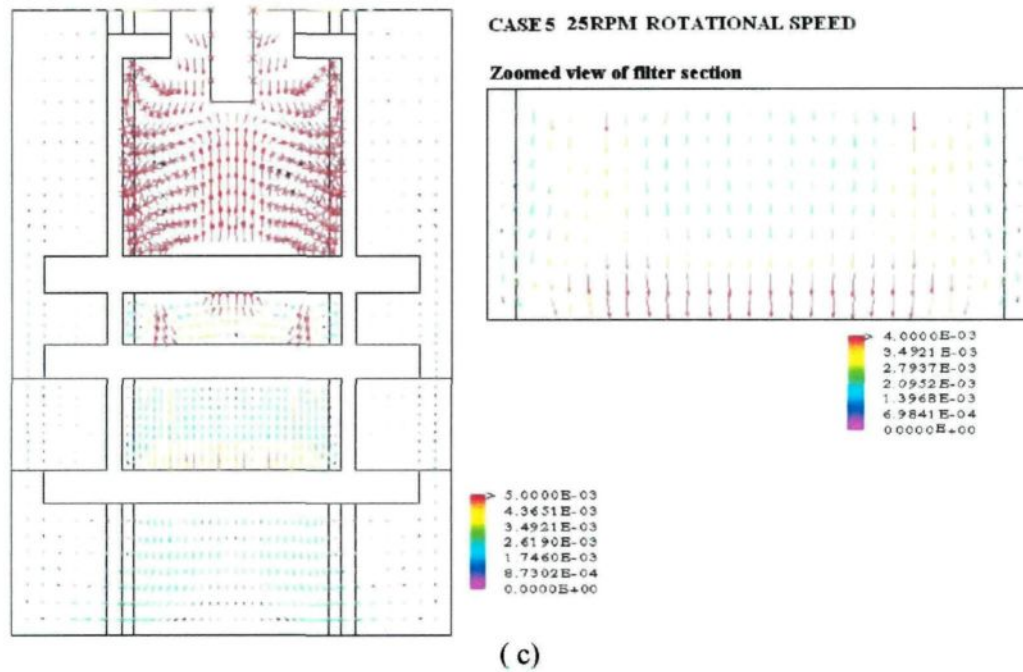 CASE 5 25RPM ROTATIONAL SPEED
Zoomed view of filter section
> 4.0000E-03
3.4921E-03
2.7937E-03
2.0952E-03
1.3968E-03
6.9841E-04
0.0000E+00
> 5.0000E-03
4.3651E-03
3.4921E-03
2.6190E-03
1.7460E-03
8.7302E-04
0.0000E+00
( c)